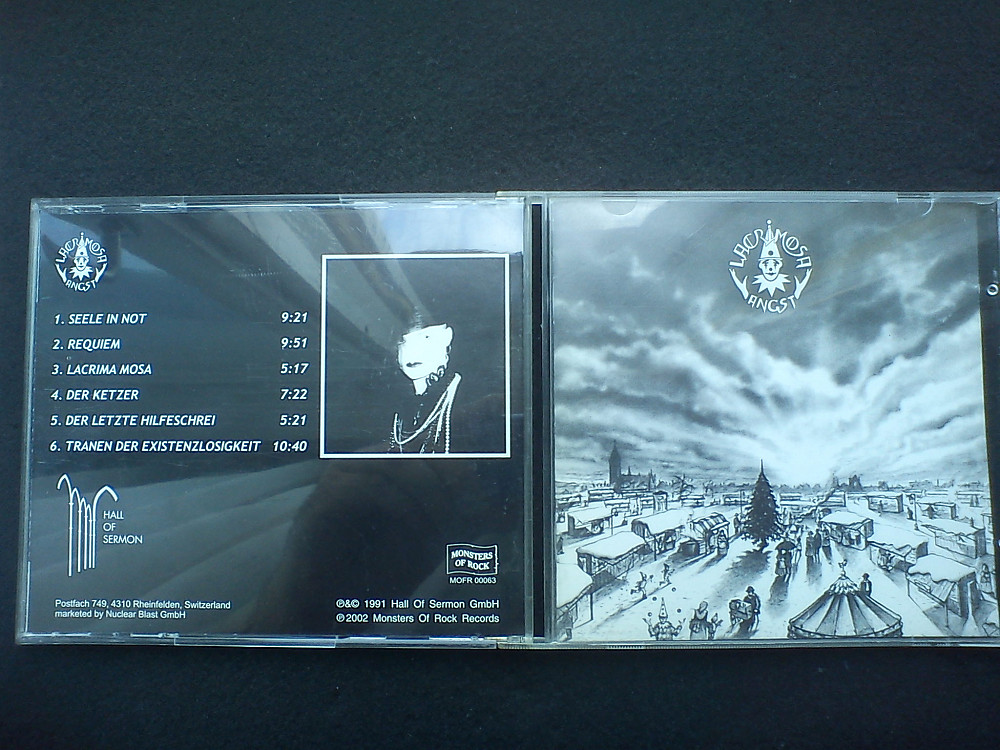 LACRIMOSA
ANGST
1. SEELE IN NOT 9:21
2. REQUIEM 9:51
3. LACRIMA MOSA 5:17
4. DER KETZER 7:22
5. DER LETZTE HILFESCHREI 5:21
6. TRANEN DER EXISTENZLOSIGKEIT 10:40
HALL
OF
SERMON
MONSTERS
OF ROCK
MOFR 00063
Postfach 749, 4310 Rheinfelden, Switzerland
marketed by Nuclear Blast GmbH
℗&© 1991 Hall Of Sermon GmbH
℗2002 Monsters Of Rock Records
LACRIMOSA
ANGST